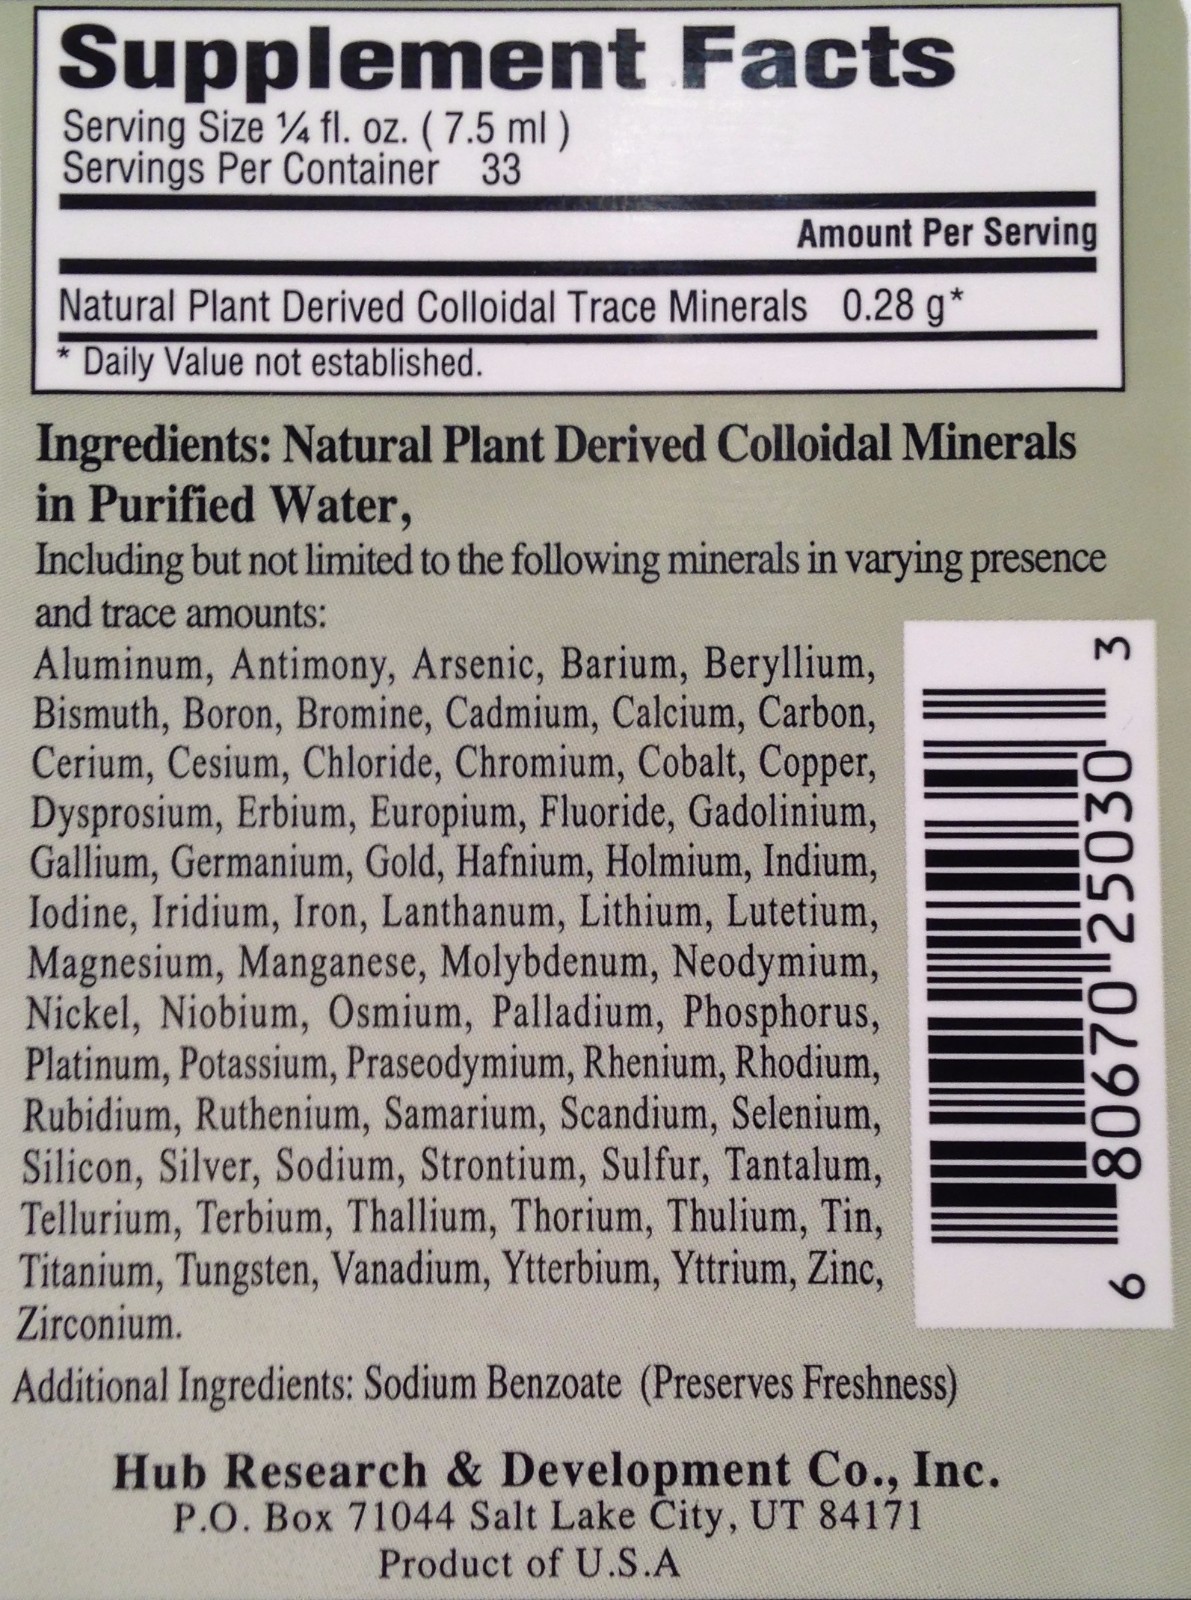 Supplement Facts
Serving Size ¼ fl. oz. ( 7.5 ml )
Servings Per Container 33
Amount Per Serving
Natural Plant Derived Colloidal Trace Minerals 0.28 g*
* Daily Value not established.
Ingredients: Natural Plant Derived Colloidal Minerals
in Purified Water,
Including but not limited to the following minerals in varying presence
and trace amounts:
Aluminum, Antimony, Arsenic, Barium, Beryllium,
Bismuth, Boron, Bromine, Cadmium, Calcium, Carbon,
Cerium, Cesium, Chloride, Chromium, Cobalt, Copper,
Dysprosium, Erbium, Europium, Fluoride, Gadolinium,
Gallium, Germanium, Gold, Hafnium, Holmium, Indium,
Iodine, Iridium, Iron, Lanthanum, Lithium, Lutetium,
Magnesium, Manganese, Molybdenum, Neodymium,
Nickel, Niobium, Osmium, Palladium, Phosphorus,
Platinum, Potassium, Praseodymium, Rhenium, Rhodium,
Rubidium, Ruthenium, Samarium, Scandium, Selenium,
Silicon, Silver, Sodium, Strontium, Sulfur, Tantalum,
Tellurium, Terbium, Thallium, Thorium, Thulium, Tin,
Titanium, Tungsten, Vanadium, Ytterbium, Yttrium, Zinc,
Zirconium.
Additional Ingredients: Sodium Benzoate (Preserves Freshness)
Hub Research & Development Co., Inc.
P.O. Box 71044 Salt Lake City, UT 84171
Product of U.S.A
6 80670 25030 3